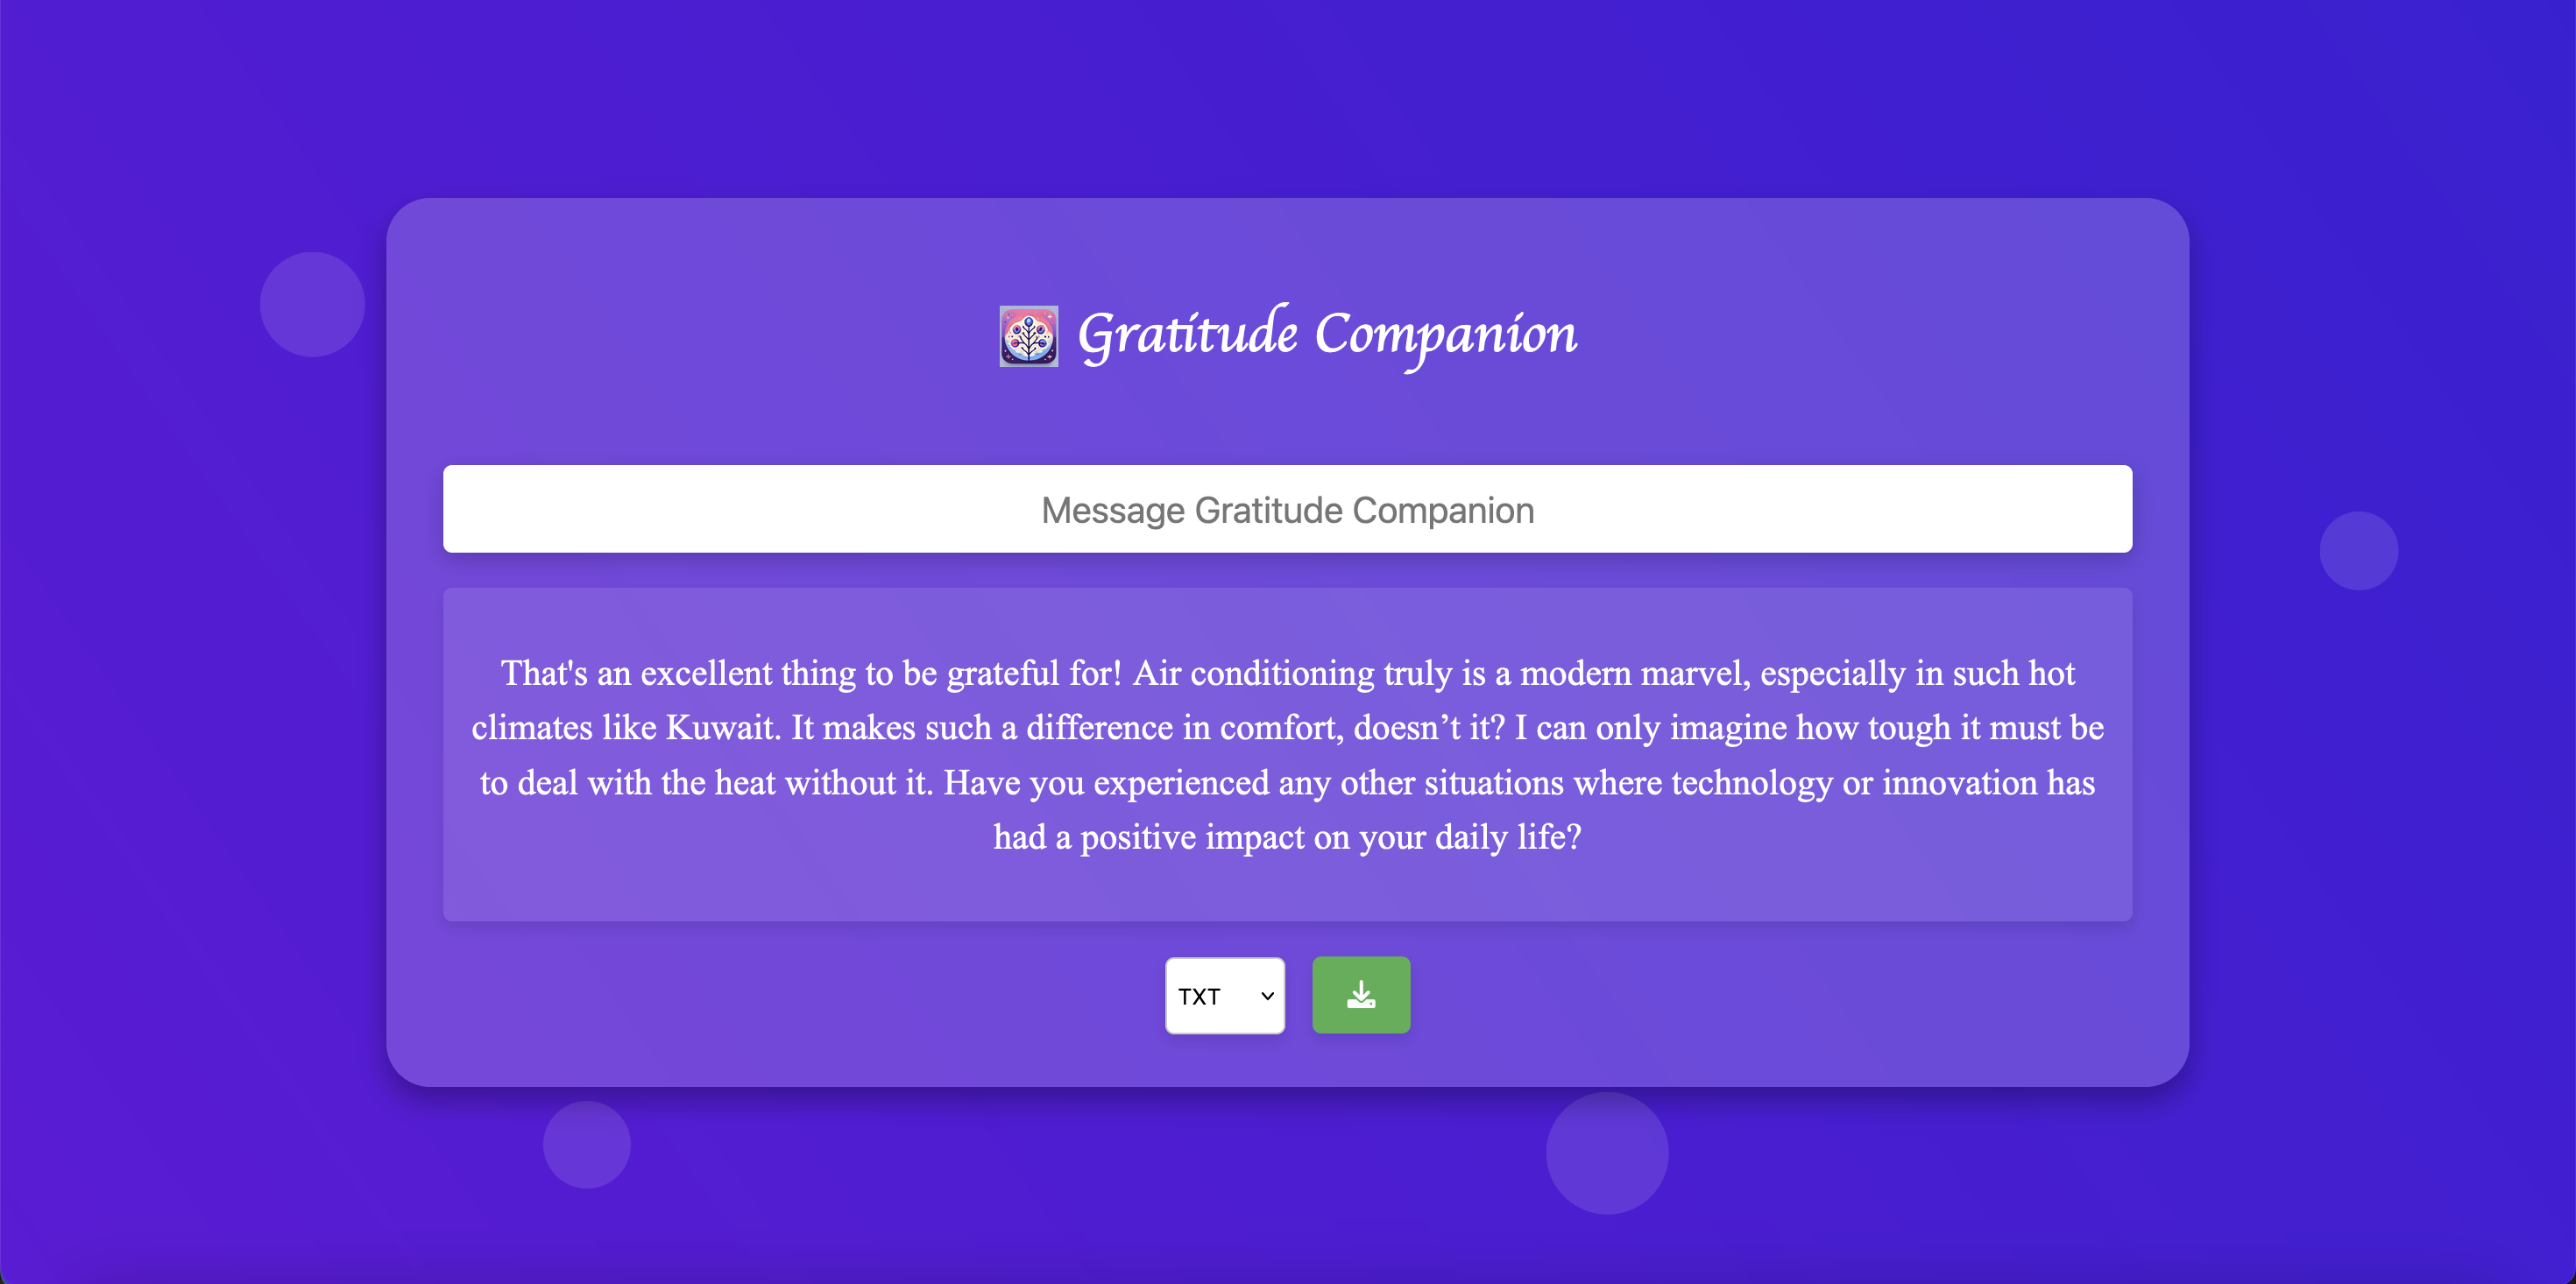 Gratitude Companion
Message Gratitude Companion
That's an excellent thing to be grateful for! Air conditioning truly is a modern marvel, especially in such hot
climates like Kuwait. It makes such a difference in comfort, doesn’t it? I can only imagine how tough it must be
to deal with the heat without it. Have you experienced any other situations where technology or innovation has
had a positive impact on your daily life?
TXT